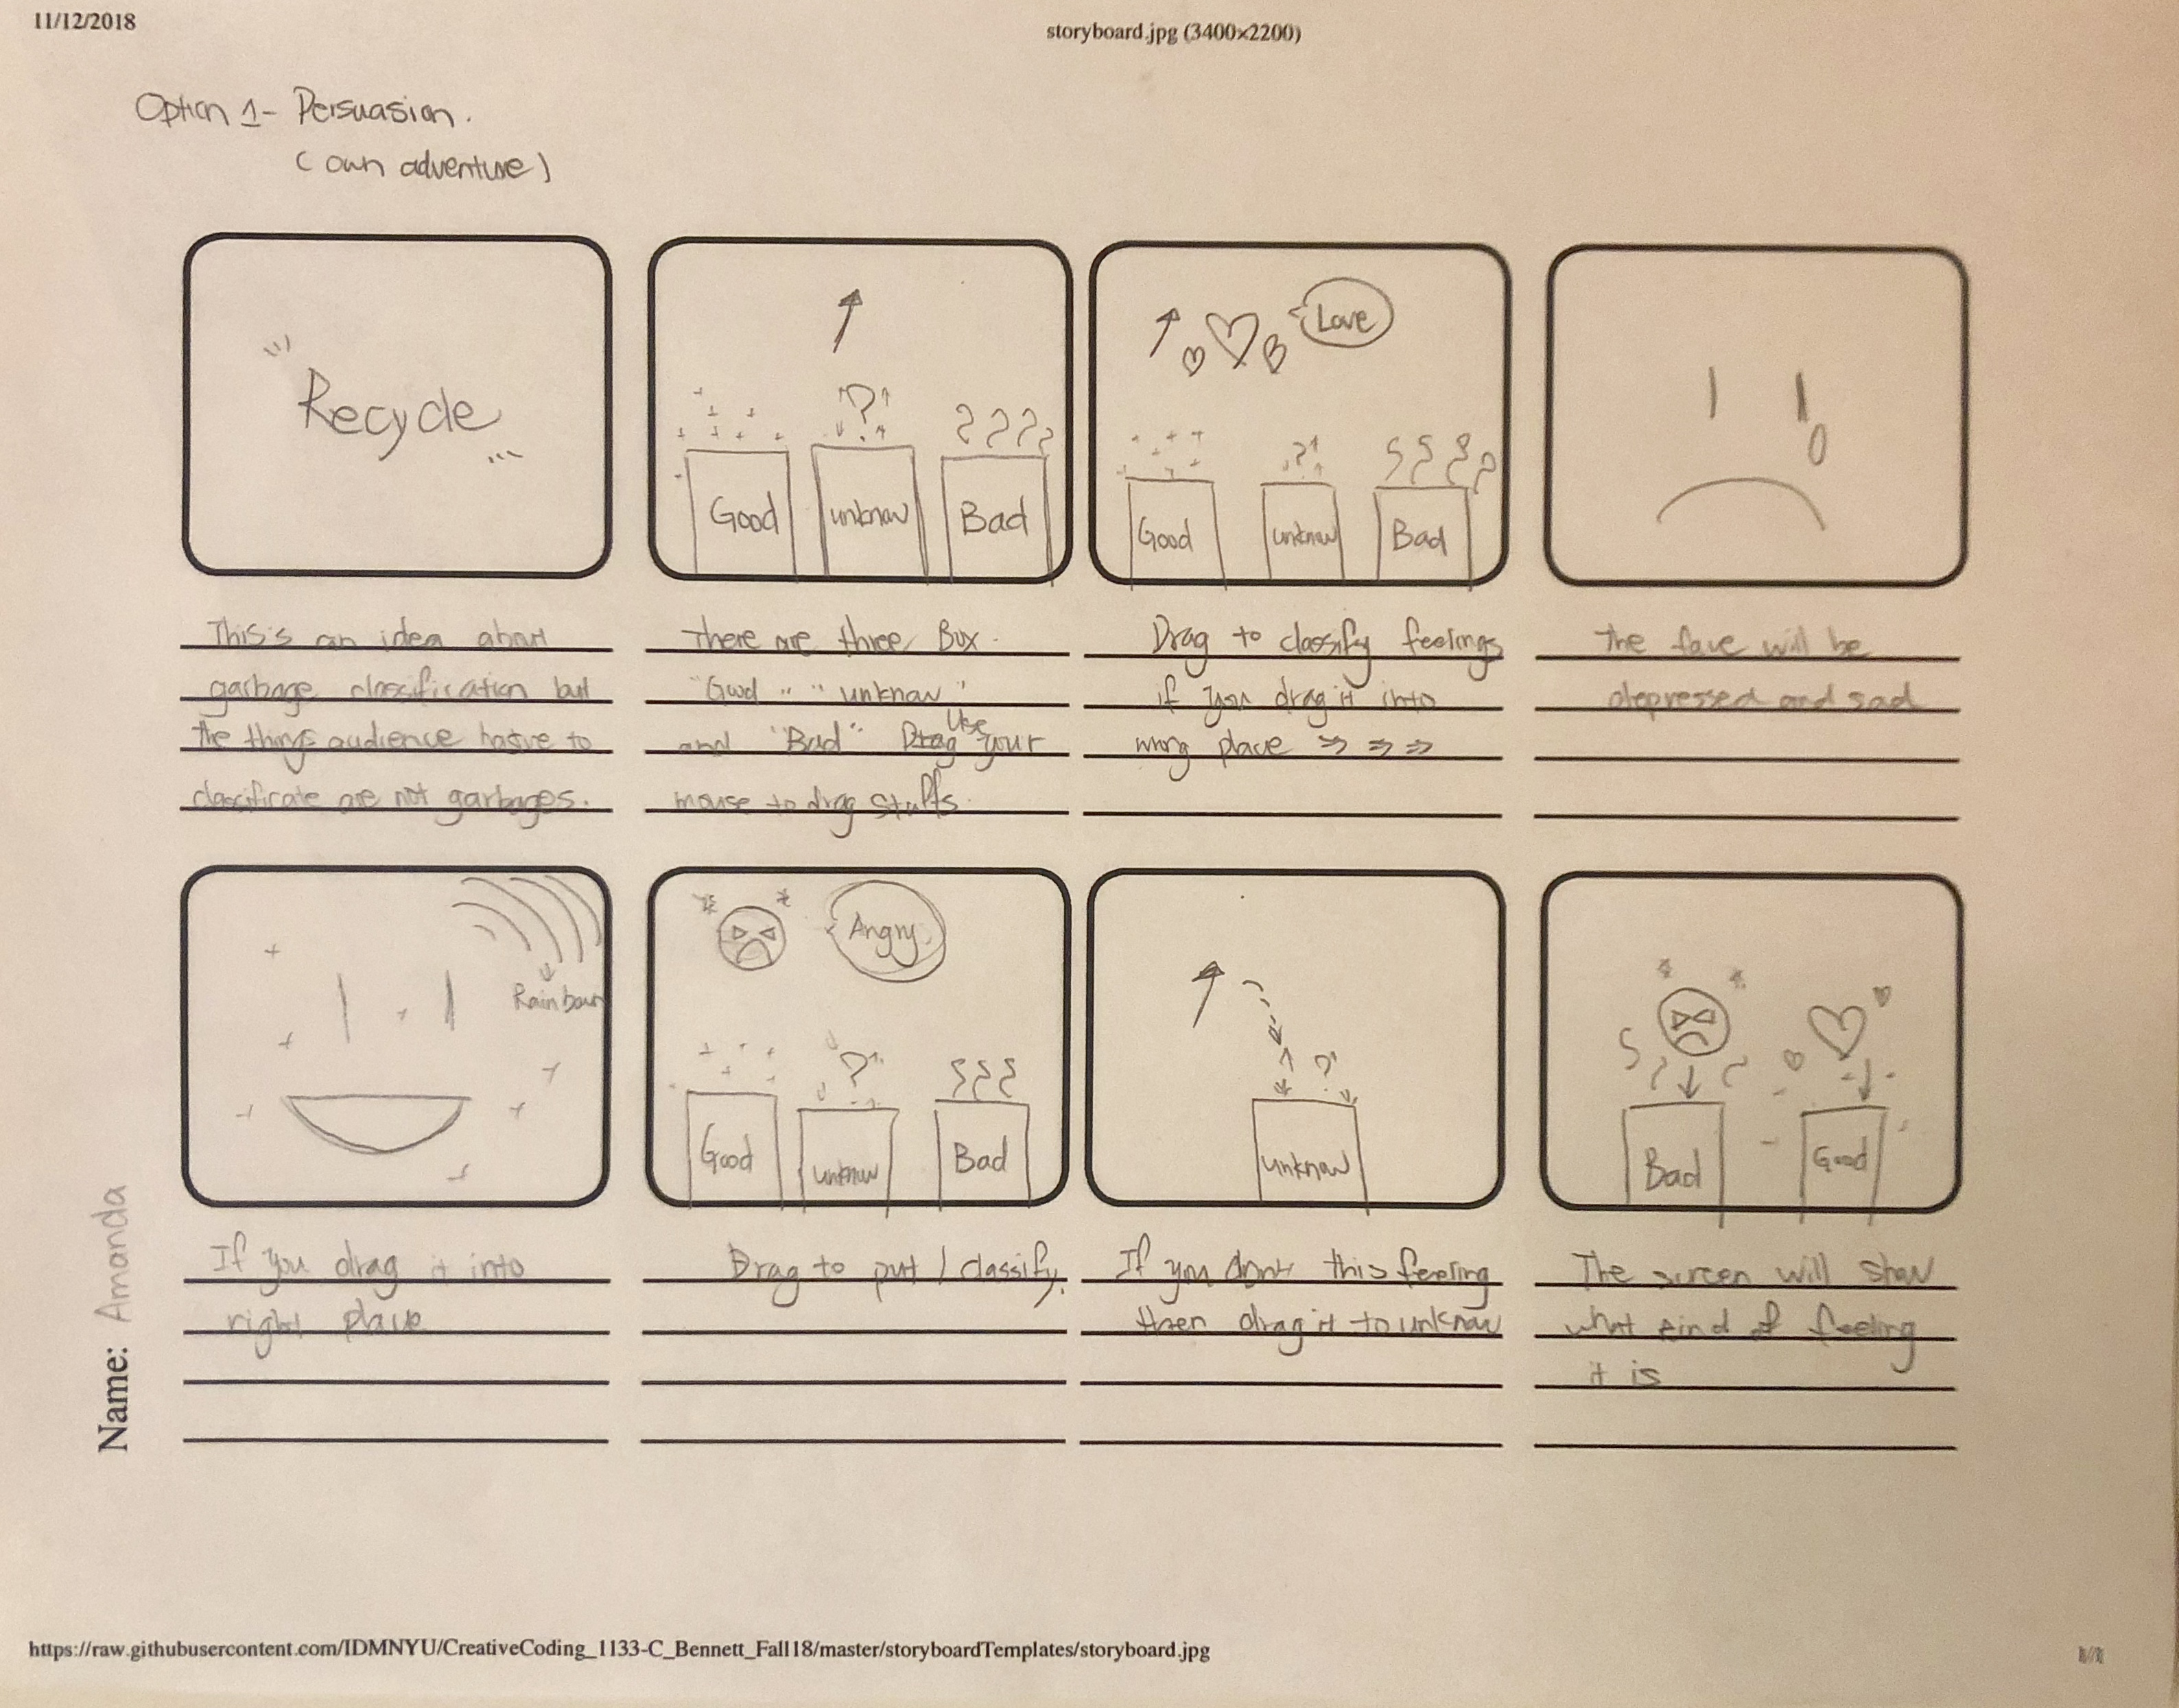 11/12/2018
storyboard.jpg (3400×2200)
Option 1- Persuasion.
( own adventure )
Recycle
Good
unknow
Bad
Love
Good
unknow
Bad
This's an idea about
garbage classification but
the things audience have to
classificate are not garbages.
There are three Box.
"Good" "unknow"
and "Bad". Drag Use your
mouse to drag stuffs.
Drag to classify feelings
if you drag it into
wrong place ⇒ ⇒ ⇒
The face will be
depressed and sad
Rainbow
Angry
Good
unknow
Bad
unknow
Bad
Good
If you drag it into
right place
Drag to put / classify.
If you don't this feeling
then drag it to unknow
The screen will show
what kind of feeling
it is
Name: Amanda
https://raw.githubusercontent.com/IDMNYU/CreativeCoding_1133-C_Bennett_Fall18/master/storyboardTemplates/storyboard.jpg